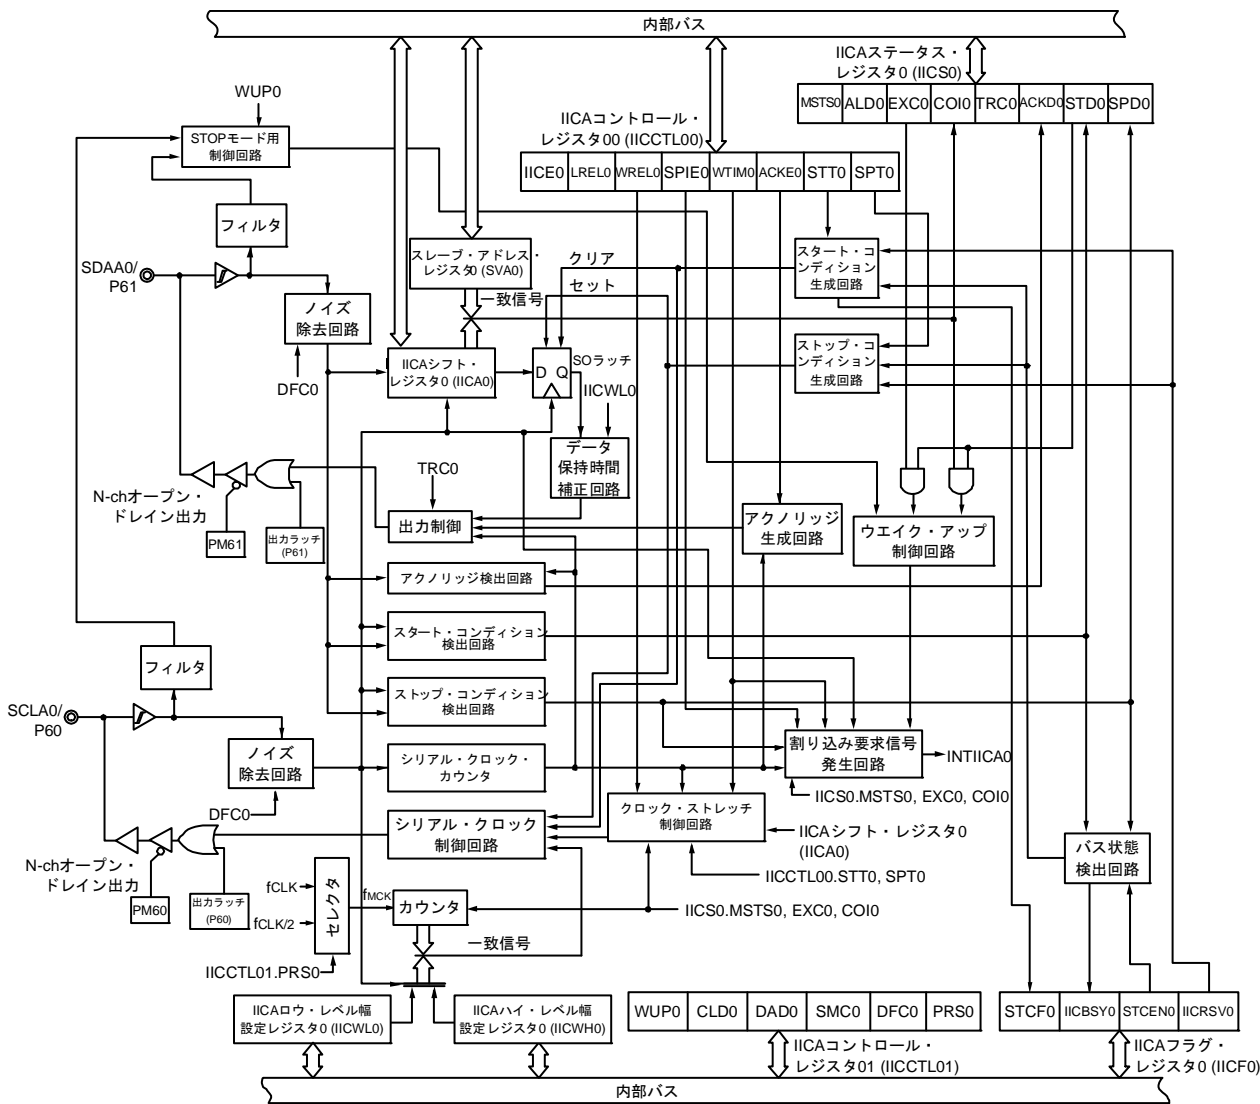 内部バス
IICAステータス・
レジスタ0 (IICS0)
MSTS0 ALD0 EXC0 COI0 TRC0 ACKD0 STD0 SPD0
WUP0
STOPモード用
制御回路
IICAコントロール・
レジスタ00 (IICCTL00)
IICE0 LREL0 WREL0 SPIE0 WTIM0 ACKE0 STT0 SPT0
フィルタ
SDAA0/
P61
スレーブ・アドレス・
レジスタ0 (SVA0)
クリア
セット
スタート・コ
ンディション
生成回路
一致信号
ノイズ
除去回路
DFC0
IICAシフト・
レジスタ0 (IICA0)
D Q
SOラッチ
IICWL0
ストップ・コ
ンディション
生成回路
データ
保持時間
補正回路
TRC0
N-chオープン・
ドレイン出力
PM61
出力ラッチ
(P61)
出力制御
アクノリッジ
生成回路
ウエイク・アップ
制御回路
アクノリッジ検出回路
スタート・コンディション
検出回路
フィルタ
ストップ・コンディション
検出回路
SCLA0/
P60
ノイズ
除去回路
DFC0
シリアル・クロック・
カウンタ
割り込み要求信号
発生回路
INTIICA0
IICS0.MSTS0, EXC0, COI0
シリアル・クロック
制御回路
クロック・ストレッチ
制御回路
IICAシフト・レジスタ0
(IICA0)
IICCTL00.STT0, SPT0
バス状態
検出回路
N-chオープン・
ドレイン出力
PM60
出力ラッチ
(P60)
fCLK
fCLK/2
セレクタ
fMCK
カウンタ
IICS0.MSTS0, EXC0, COI0
一致信号
IICCTL01.PRS0
IICAロウ・レベル幅
設定レジスタ0 (IICWL0)
IICAハイ・レベル幅
設定レジスタ0 (IICWH0)
WUP0 CLD0 DAD0 SMC0 DFC0 PRS0
STCF0 IICBSY0 STCEN0 IICRSV0
IICAコントロール・
レジスタ01 (IICCTL01)
IICAフラグ・
レジスタ0 (IICF0)
内部バス